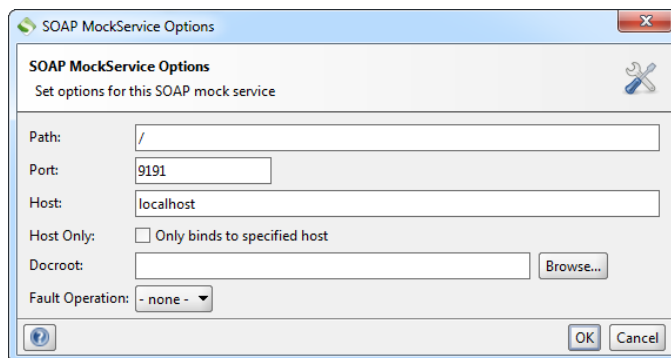 SOAP MockService Options
SOAP MockService Options
Set options for this SOAP mock service
Path: /
Port: 9191
Host: localhost
Host Only: Only binds to specified host
Docroot: Browse...
Fault Operation: - none -
OK Cancel